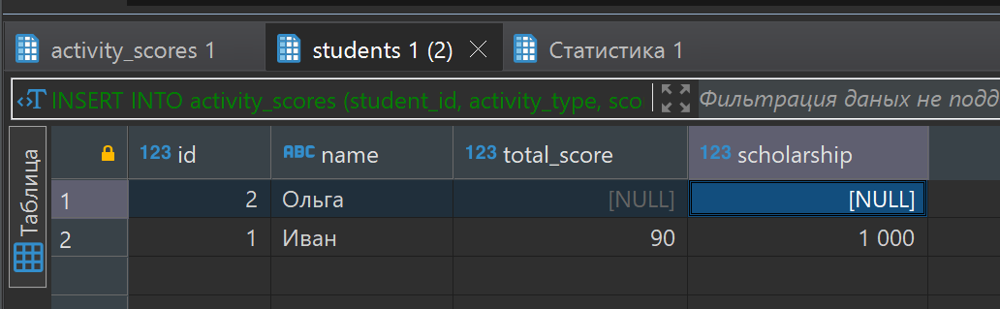 activity_scores 1
students 1 (2)
Статистика 1
INSERT INTO activity_scores (student_id, activity_type, sco
Фильтрация даных не подд
Таблица
123 id
ABC name
123 total_score
123 scholarship
1 2 Ольга [NULL] [NULL]
2 1 Иван 90 1 000